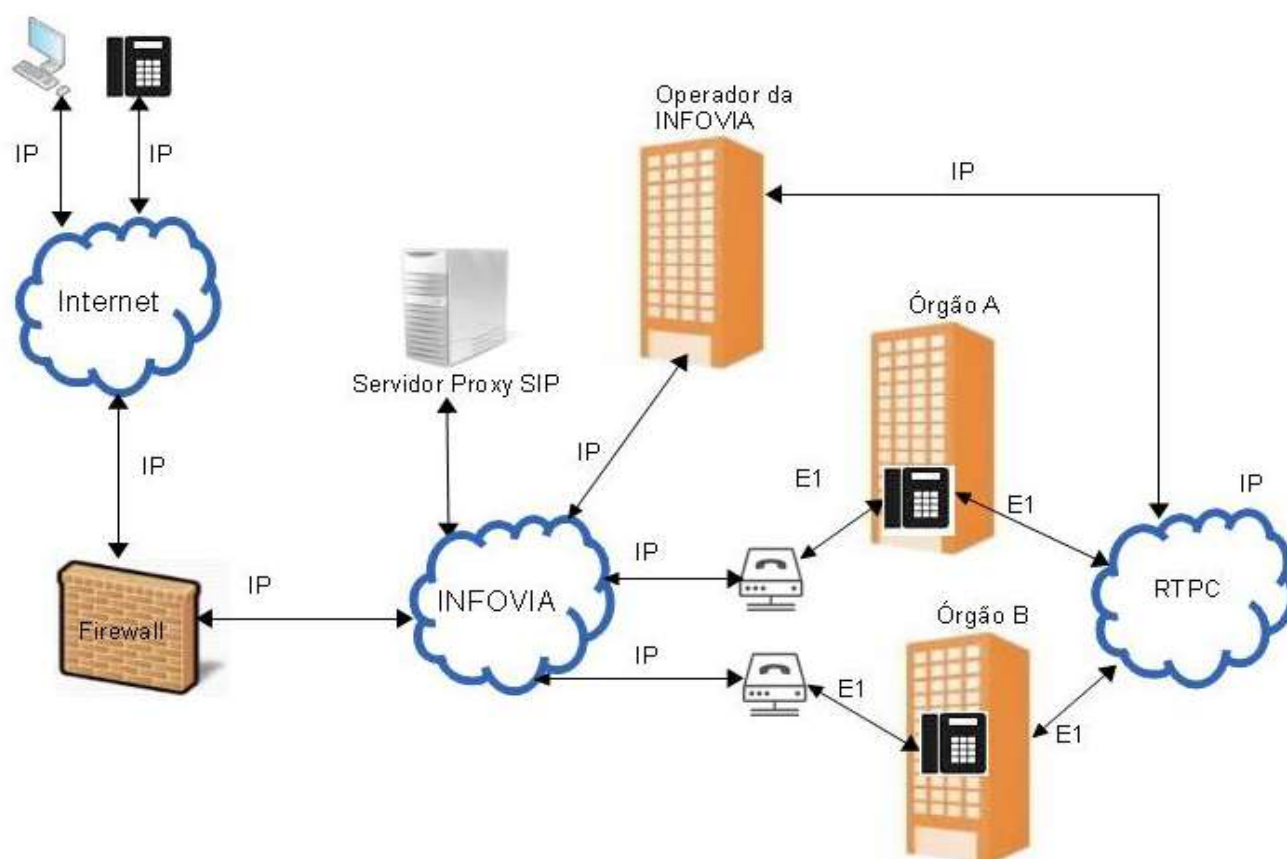 Operador da
INFOVIA
IP
IP
IP
Órgão A
Internet
Servidor Proxy SIP
IP
IP
E1
E1
IP
IP
IP
INFOVIA
RTPC
Firewall
Órgão B
IP
E1
E1